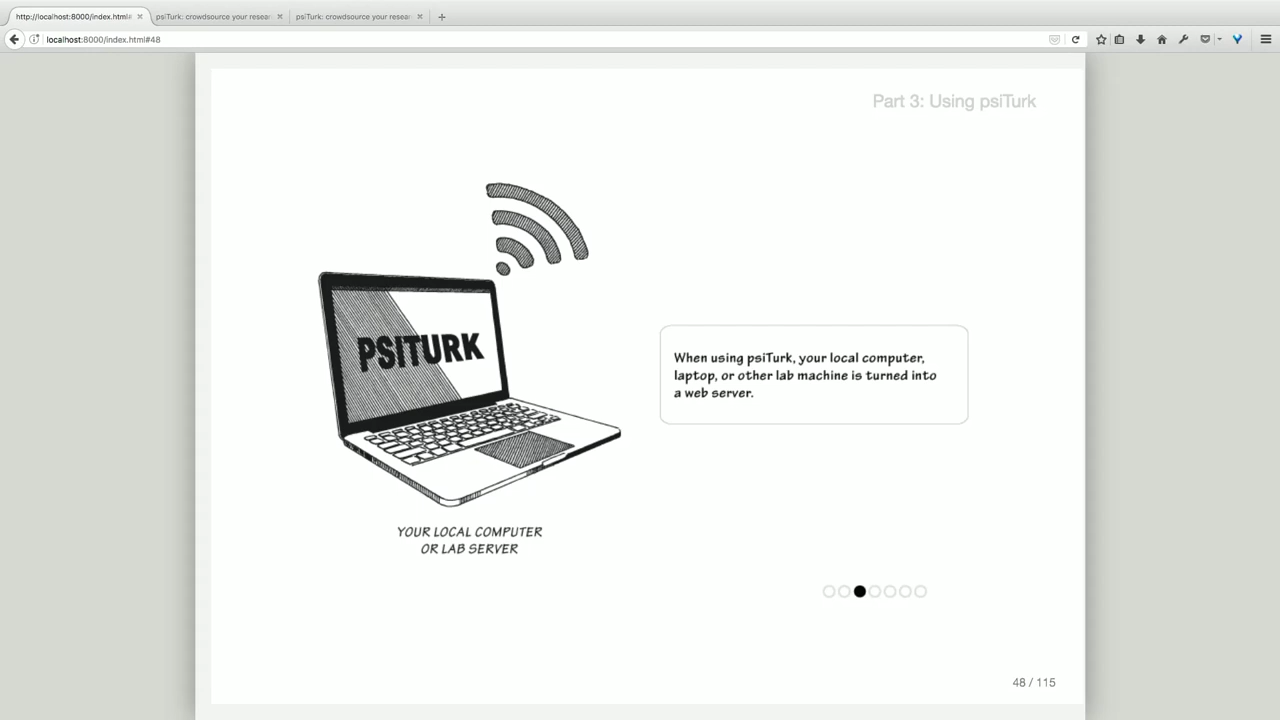 http://localhost:8000/index.html#
psiTurk: crowdsource your resear
psiTurk: crowdsource your resear
localhost:8000/index.html#48
Part 3: Using psiTurk
PSITURK
When using psiTurk, your local computer,
laptop, or other lab machine is turned into
a web server.
YOUR LOCAL COMPUTER
OR LAB SERVER
48 / 115